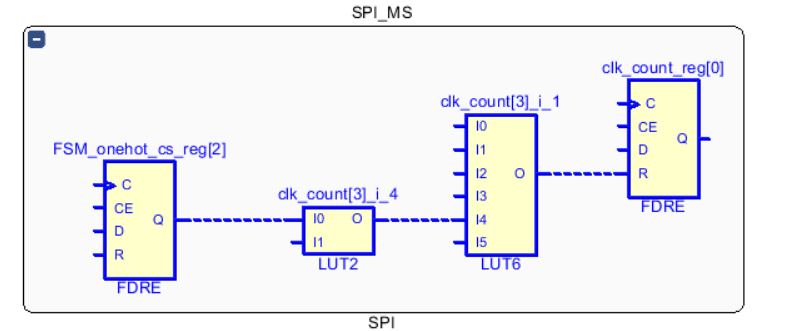 SPI_MS
clk_count_reg[0]
clk_count[3]_i_1
C
I0
CE
FSM_onehot_cs_reg[2]
I1
Q
D
I2
O
R
C
clk_count[3]_i_4
I3
FDRE
CE
Q
I0
O
I4
D
I1
I5
R
LUT2
LUT6
FDRE
SPI